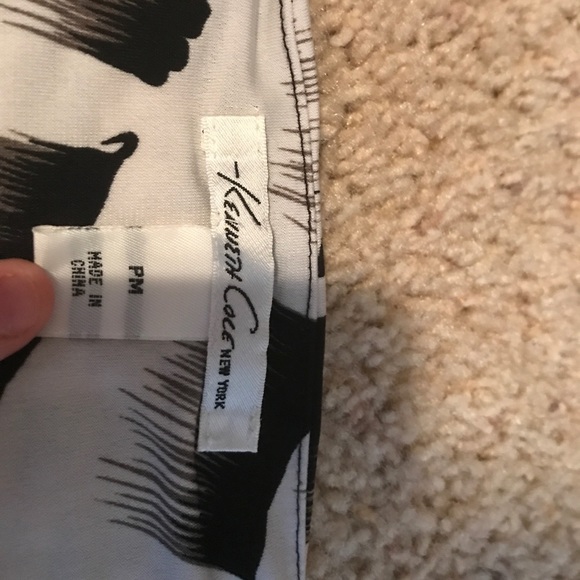 Kenneth Cole NEW YORK
PM
MADE IN
CHINA